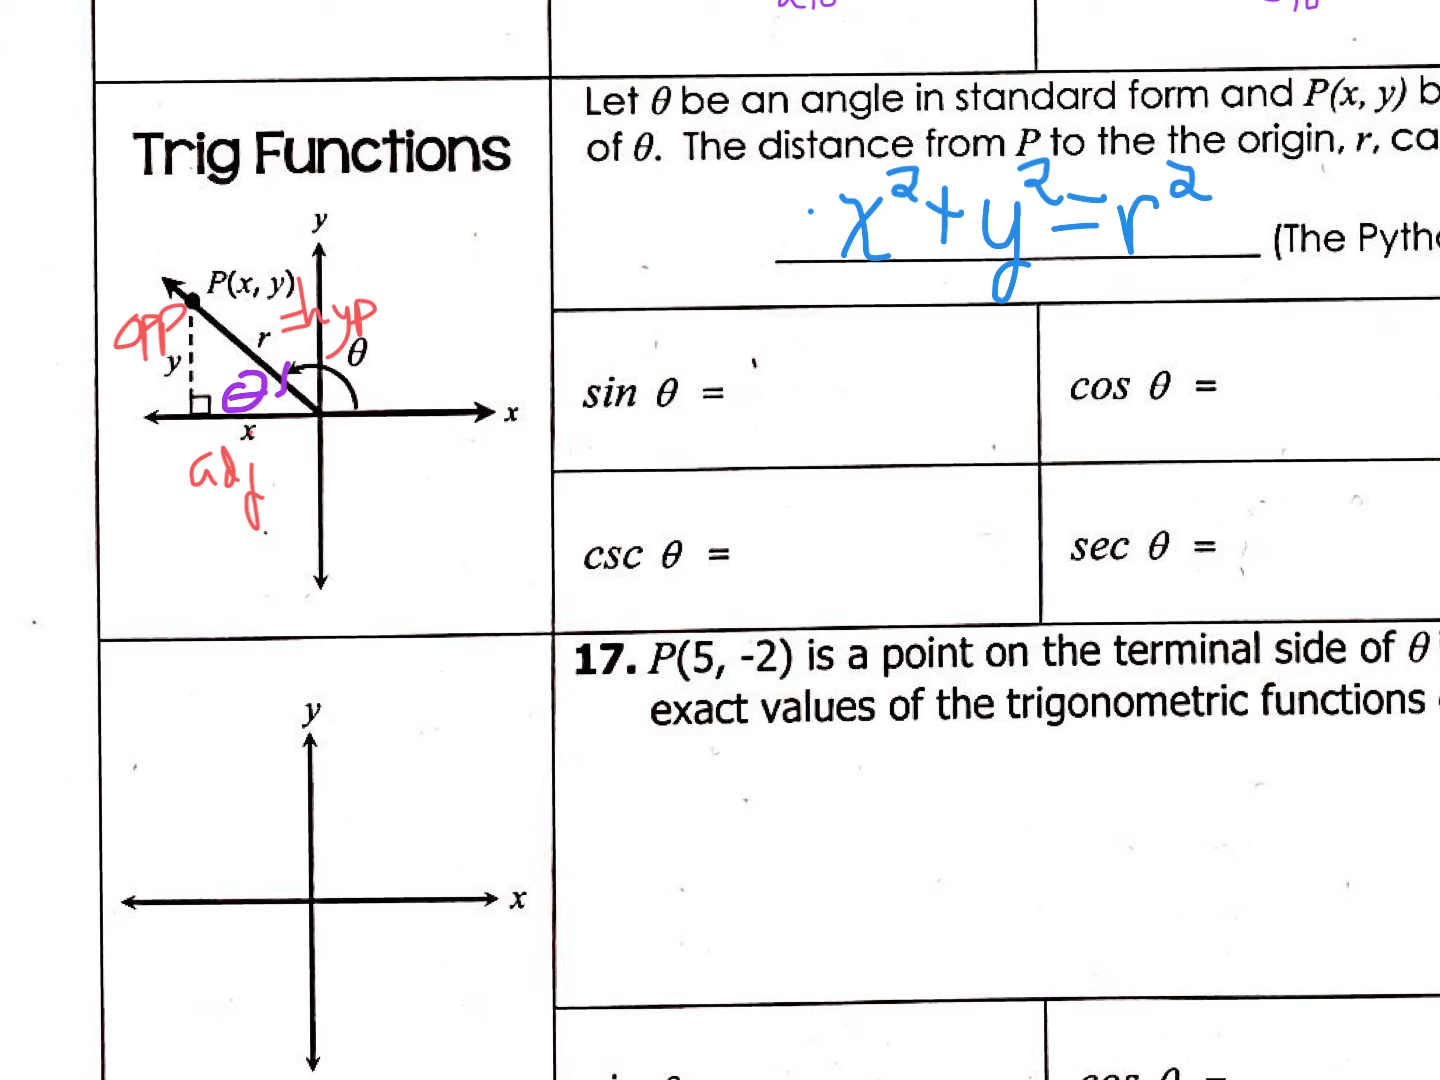 Trig Functions
y
P(x, y)
opp
r
=hyp
y
θ
θ'
x
x
adj
Let θ be an angle in standard form and P(x, y) b
of θ. The distance from P to the the origin, r, ca
x² + y² = r²
(The Pyth
sin θ =
cos θ =
csc θ =
sec θ =
17. P(5, -2) is a point on the terminal side of θ
exact values of the trigonometric functions
y
x
cos θ =